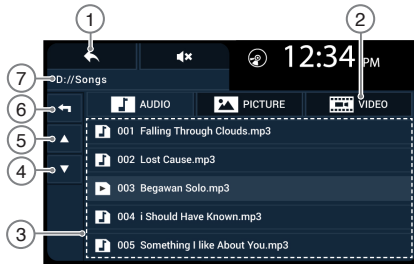 1
2
12:34 PM
7
D://Songs
6
AUDIO
PICTURE
VIDEO
5
001 Falling Through Clouds.mp3
002 Lost Cause.mp3
4
003 Begawan Solo.mp3
3
004 i Should Have Known.mp3
005 Something I like About You.mp3